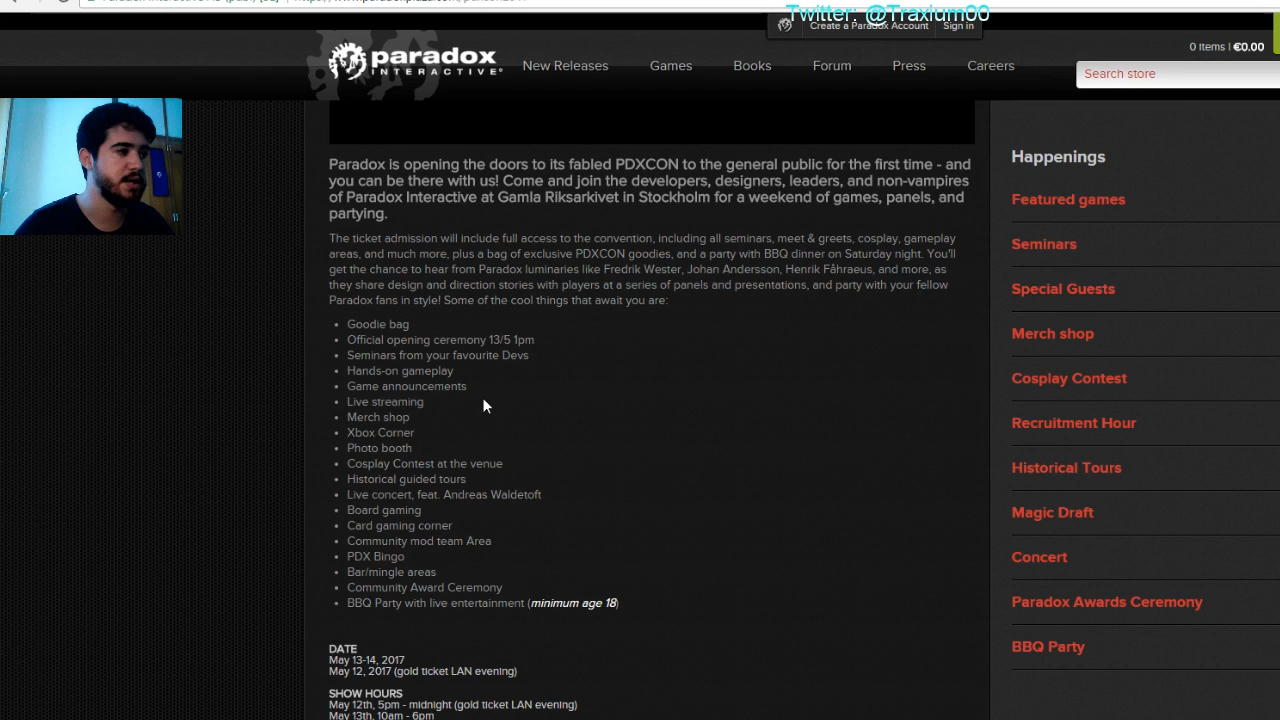 Twitter: @Traxium00
Create a Paradox Account Sign in
paradox
INTERACTIVE
New Releases Games Books Forum Press Careers
0 items | €0.00
Search store
Paradox is opening the doors to its fabled PDXCON to the general public for the first time - and
you can be there with us! Come and join the developers, designers, leaders, and non-vampires
of Paradox Interactive at Gamla Riksarkivet in Stockholm for a weekend of games, panels, and
partying.
The ticket admission will include full access to the convention, including all seminars, meet & greets, cosplay, gameplay
areas, and much more, plus a bag of exclusive PDXCON goodies, and a party with BBQ dinner on Saturday night. You'll
get the chance to hear from Paradox luminaries like Fredrik Wester, Johan Andersson, Henrik Fåhraeus, and more, as
they share design and direction stories with players at a series of panels and presentations, and party with your fellow
Paradox fans in style! Some of the cool things that await you are:
Goodie bag
Official opening ceremony 13/5 1pm
Seminars from your favourite Devs
Hands-on gameplay
Game announcements
Live streaming
Merch shop
Xbox Corner
Photo booth
Cosplay Contest at the venue
Historical guided tours
Live concert, feat. Andreas Waldetoft
Board gaming
Card gaming corner
Community mod team Area
PDX Bingo
Bar/mingle areas
Community Award Ceremony
BBQ Party with live entertainment (minimum age 18)
DATE
May 13-14, 2017
May 12, 2017 (gold ticket LAN evening)
SHOW HOURS
May 12th, 5pm - midnight (gold ticket LAN evening)
May 13th, 10am - 6pm
Happenings
Featured games
Seminars
Special Guests
Merch shop
Cosplay Contest
Recruitment Hour
Historical Tours
Magic Draft
Concert
Paradox Awards Ceremony
BBQ Party